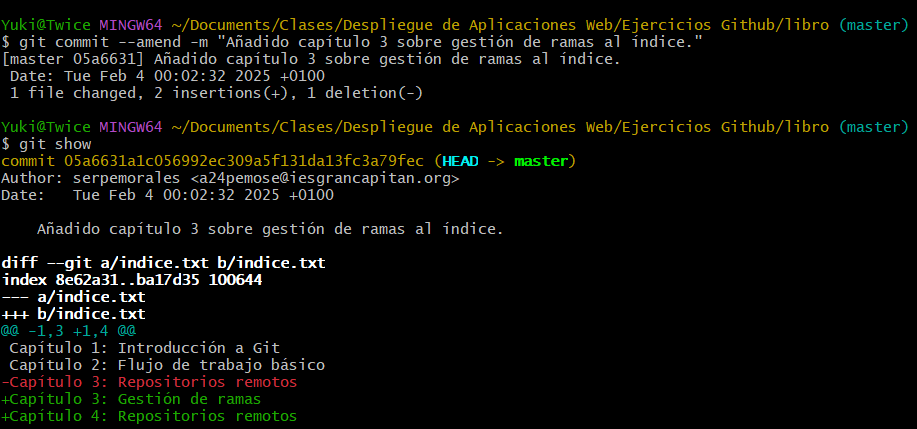 Yuki@Twice MINGW64 ~/Documents/Clases/Despliegue de Aplicaciones Web/Ejercicios Github/libro (master)
$ git commit --amend -m "Añadido capítulo 3 sobre gestión de ramas al índice."
[master 05a6631] Añadido capítulo 3 sobre gestión de ramas al índice.
 Date: Tue Feb 4 00:02:32 2025 +0100
 1 file changed, 2 insertions(+), 1 deletion(-)
Yuki@Twice MINGW64 ~/Documents/Clases/Despliegue de Aplicaciones Web/Ejercicios Github/libro (master)
$ git show
commit 05a6631a1c056992ec309a5f131da13fc3a79fec (HEAD -> master)
Author: serpemorales <a24pemose@iesgrancapitan.org>
Date:   Tue Feb 4 00:02:32 2025 +0100
    Añadido capítulo 3 sobre gestión de ramas al índice.
diff --git a/indice.txt b/indice.txt
index 8e62a31..ba17d35 100644
--- a/indice.txt
+++ b/indice.txt
@@ -1,3 +1,4 @@
 Capítulo 1: Introducción a Git
 Capítulo 2: Flujo de trabajo básico
-Capítulo 3: Repositorios remotos
+Capítulo 3: Gestión de ramas
+Capítulo 4: Repositorios remotos